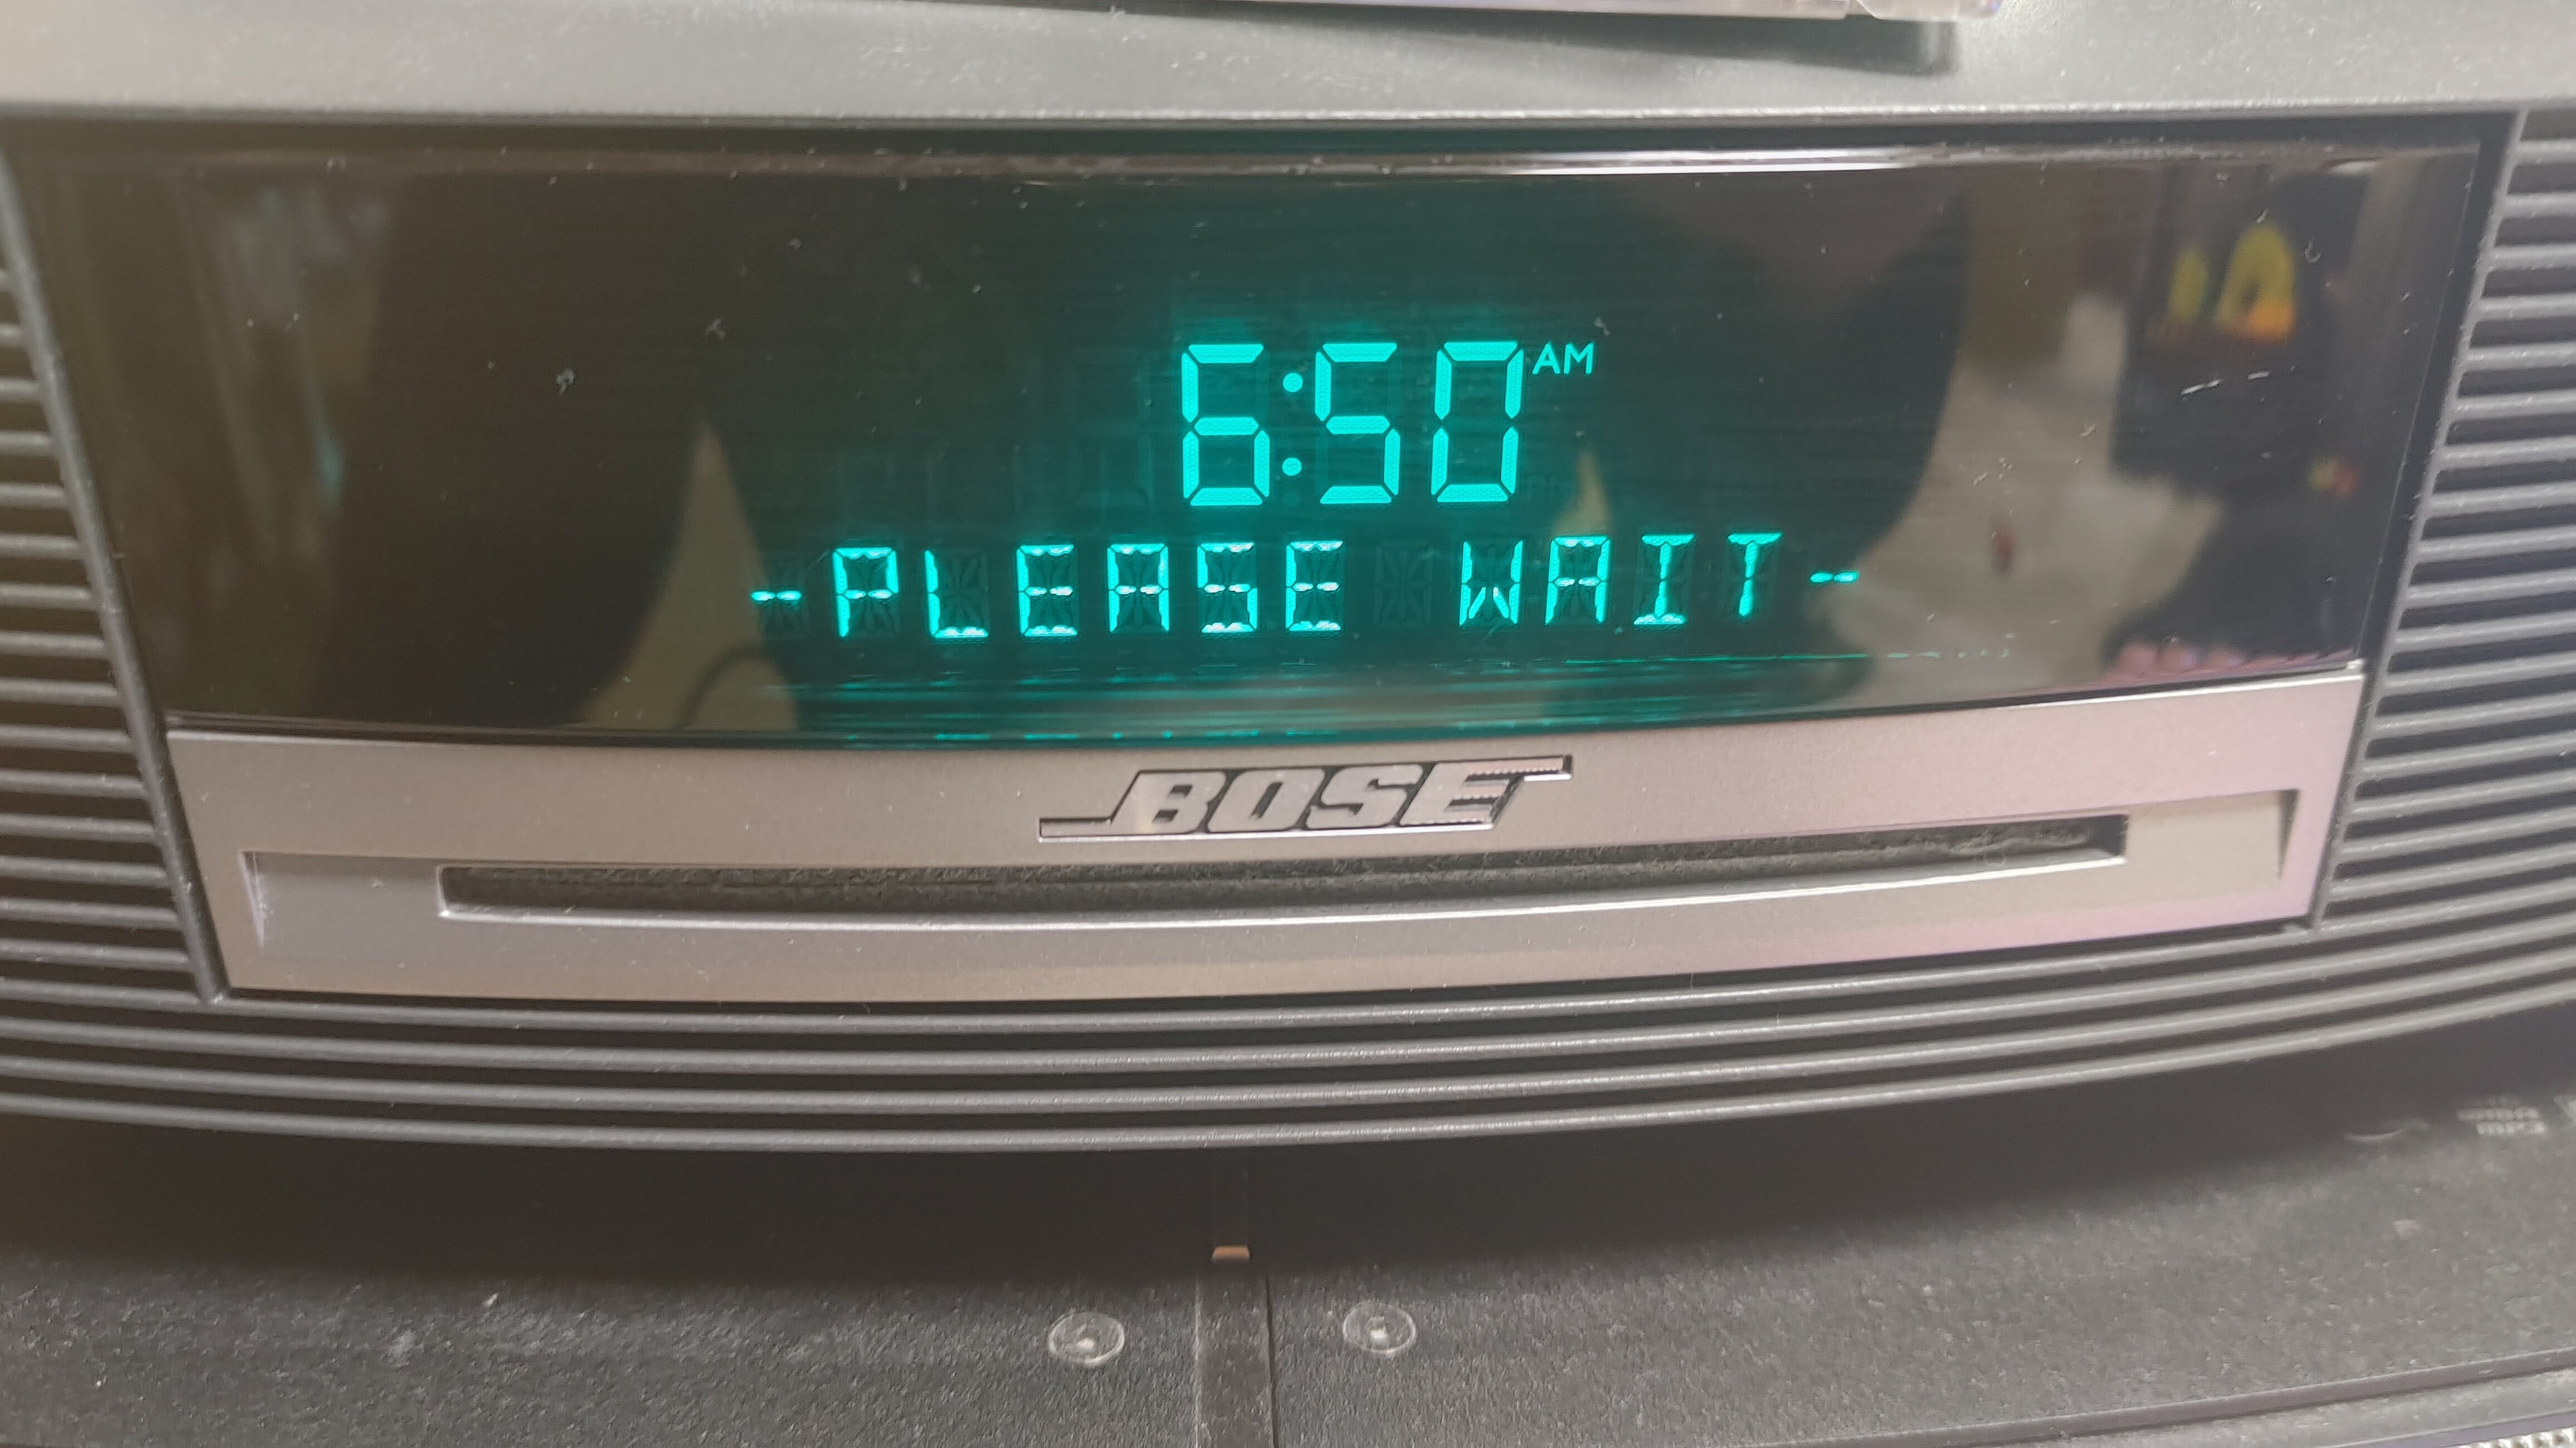 6:50 AM
-PLEASE WAIT-
BOSE